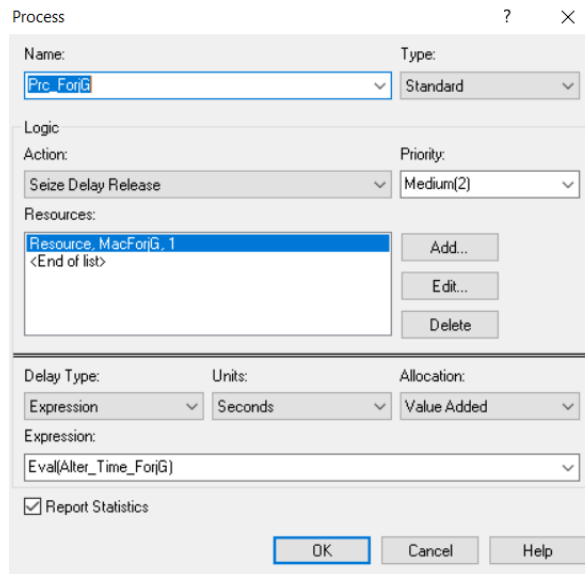 Process
?
Name:
Type:
Prc_ForjG
Standard
Logic
Action:
Priority:
Seize Delay Release
Medium(2)
Resources:
Resource, MacForjG, 1
<End of list>
Add...
Edit...
Delete
Delay Type:
Units:
Allocation:
Expression
Seconds
Value Added
Expression:
Eval(Alter_Time_ForjG)
Report Statistics
OK
Cancel
Help